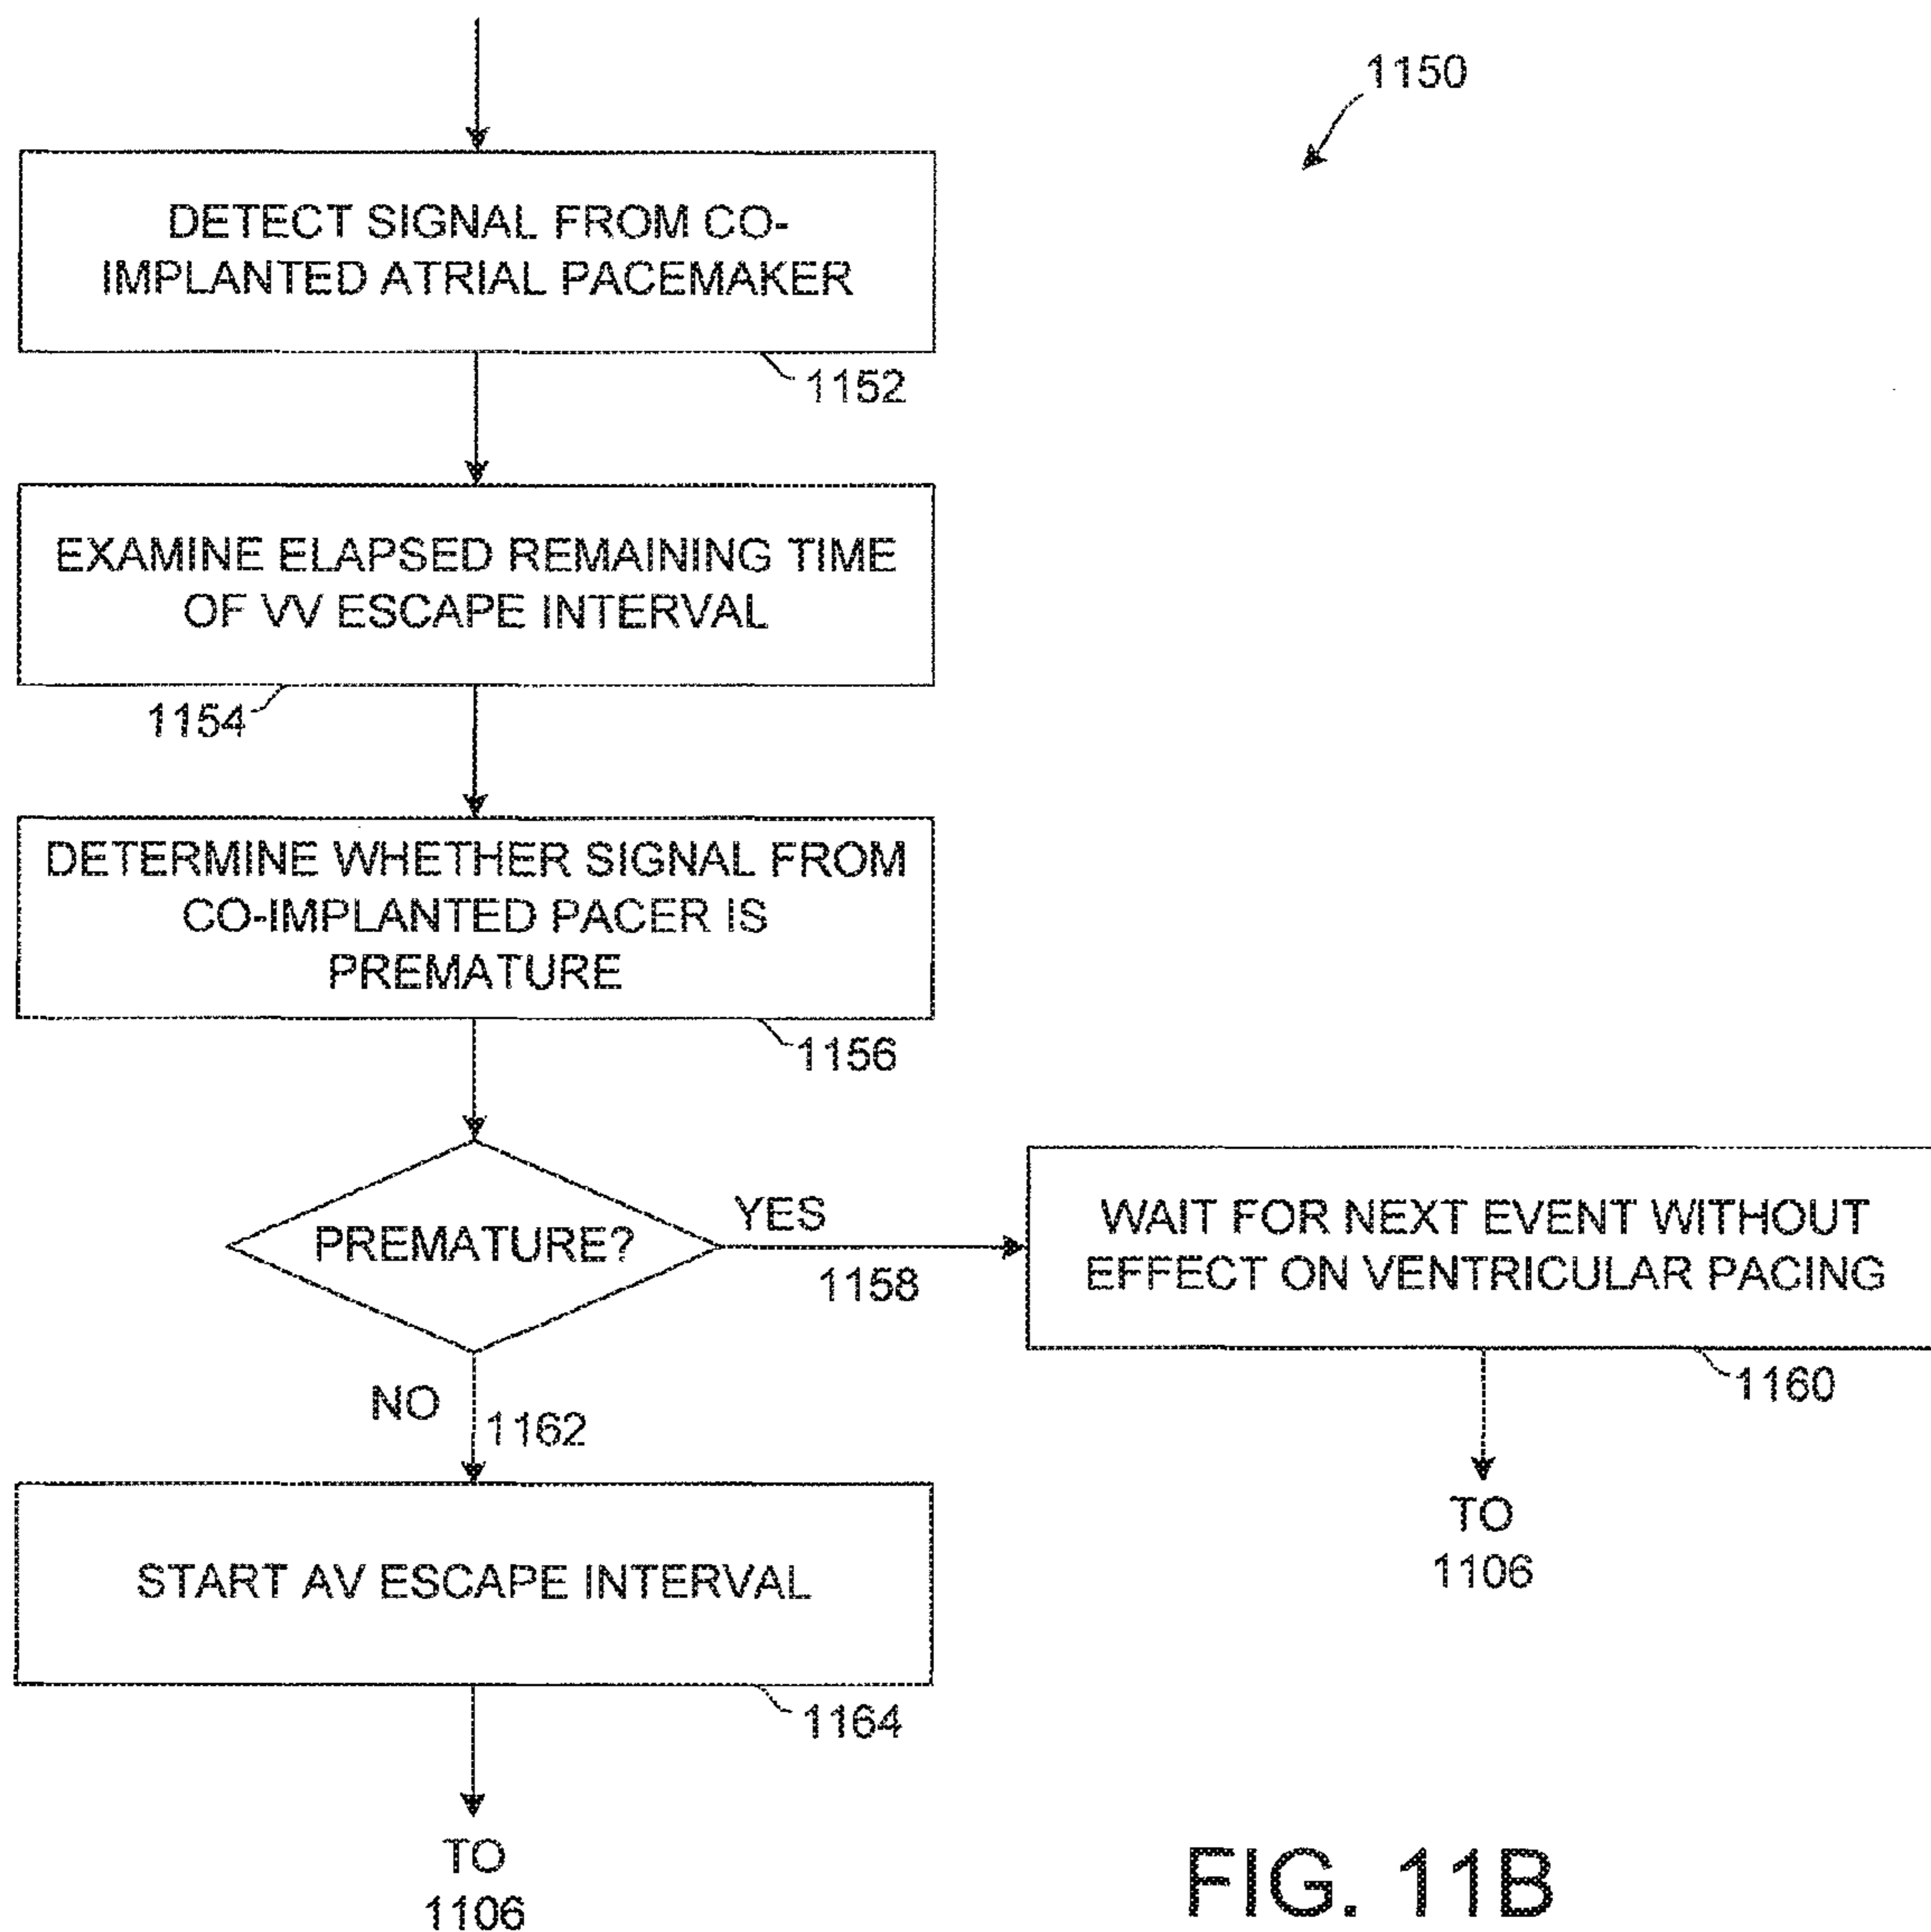 1150
DETECT SIGNAL FROM CO-
IMPLANTED ATRIAL PACEMAKER
1152
EXAMINE ELAPSED REMAINING TIME
OF VV ESCAPE INTERVAL
1154
DETERMINE WHETHER SIGNAL FROM
CO-IMPLANTED PACER IS
PREMATURE
1156
PREMATURE?
YES
1158
WAIT FOR NEXT EVENT WITHOUT
EFFECT ON VENTRICULAR PACING
1160
TO
1106
NO
1162
START AV ESCAPE INTERVAL
1164
TO
1106
FIG. 11B